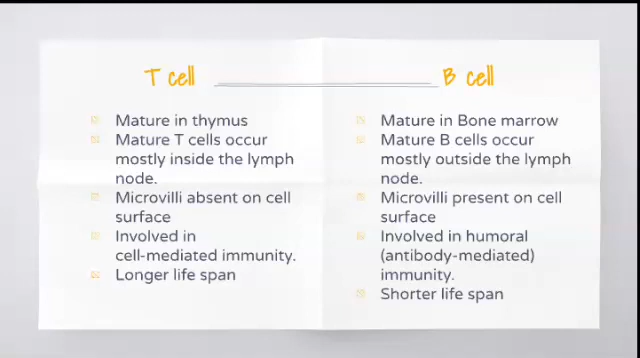 T cell
Mature in thymus
Mature T cells occur
mostly inside the lymph
node.
Microvilli absent on cell
surface
Involved in
cell-mediated immunity.
Longer life span
B cell
Mature in Bone marrow
Mature B cells occur
mostly outside the lymph
node.
Microvilli present on cell
surface
Involved in humoral
(antibody-mediated)
immunity.
Shorter life span